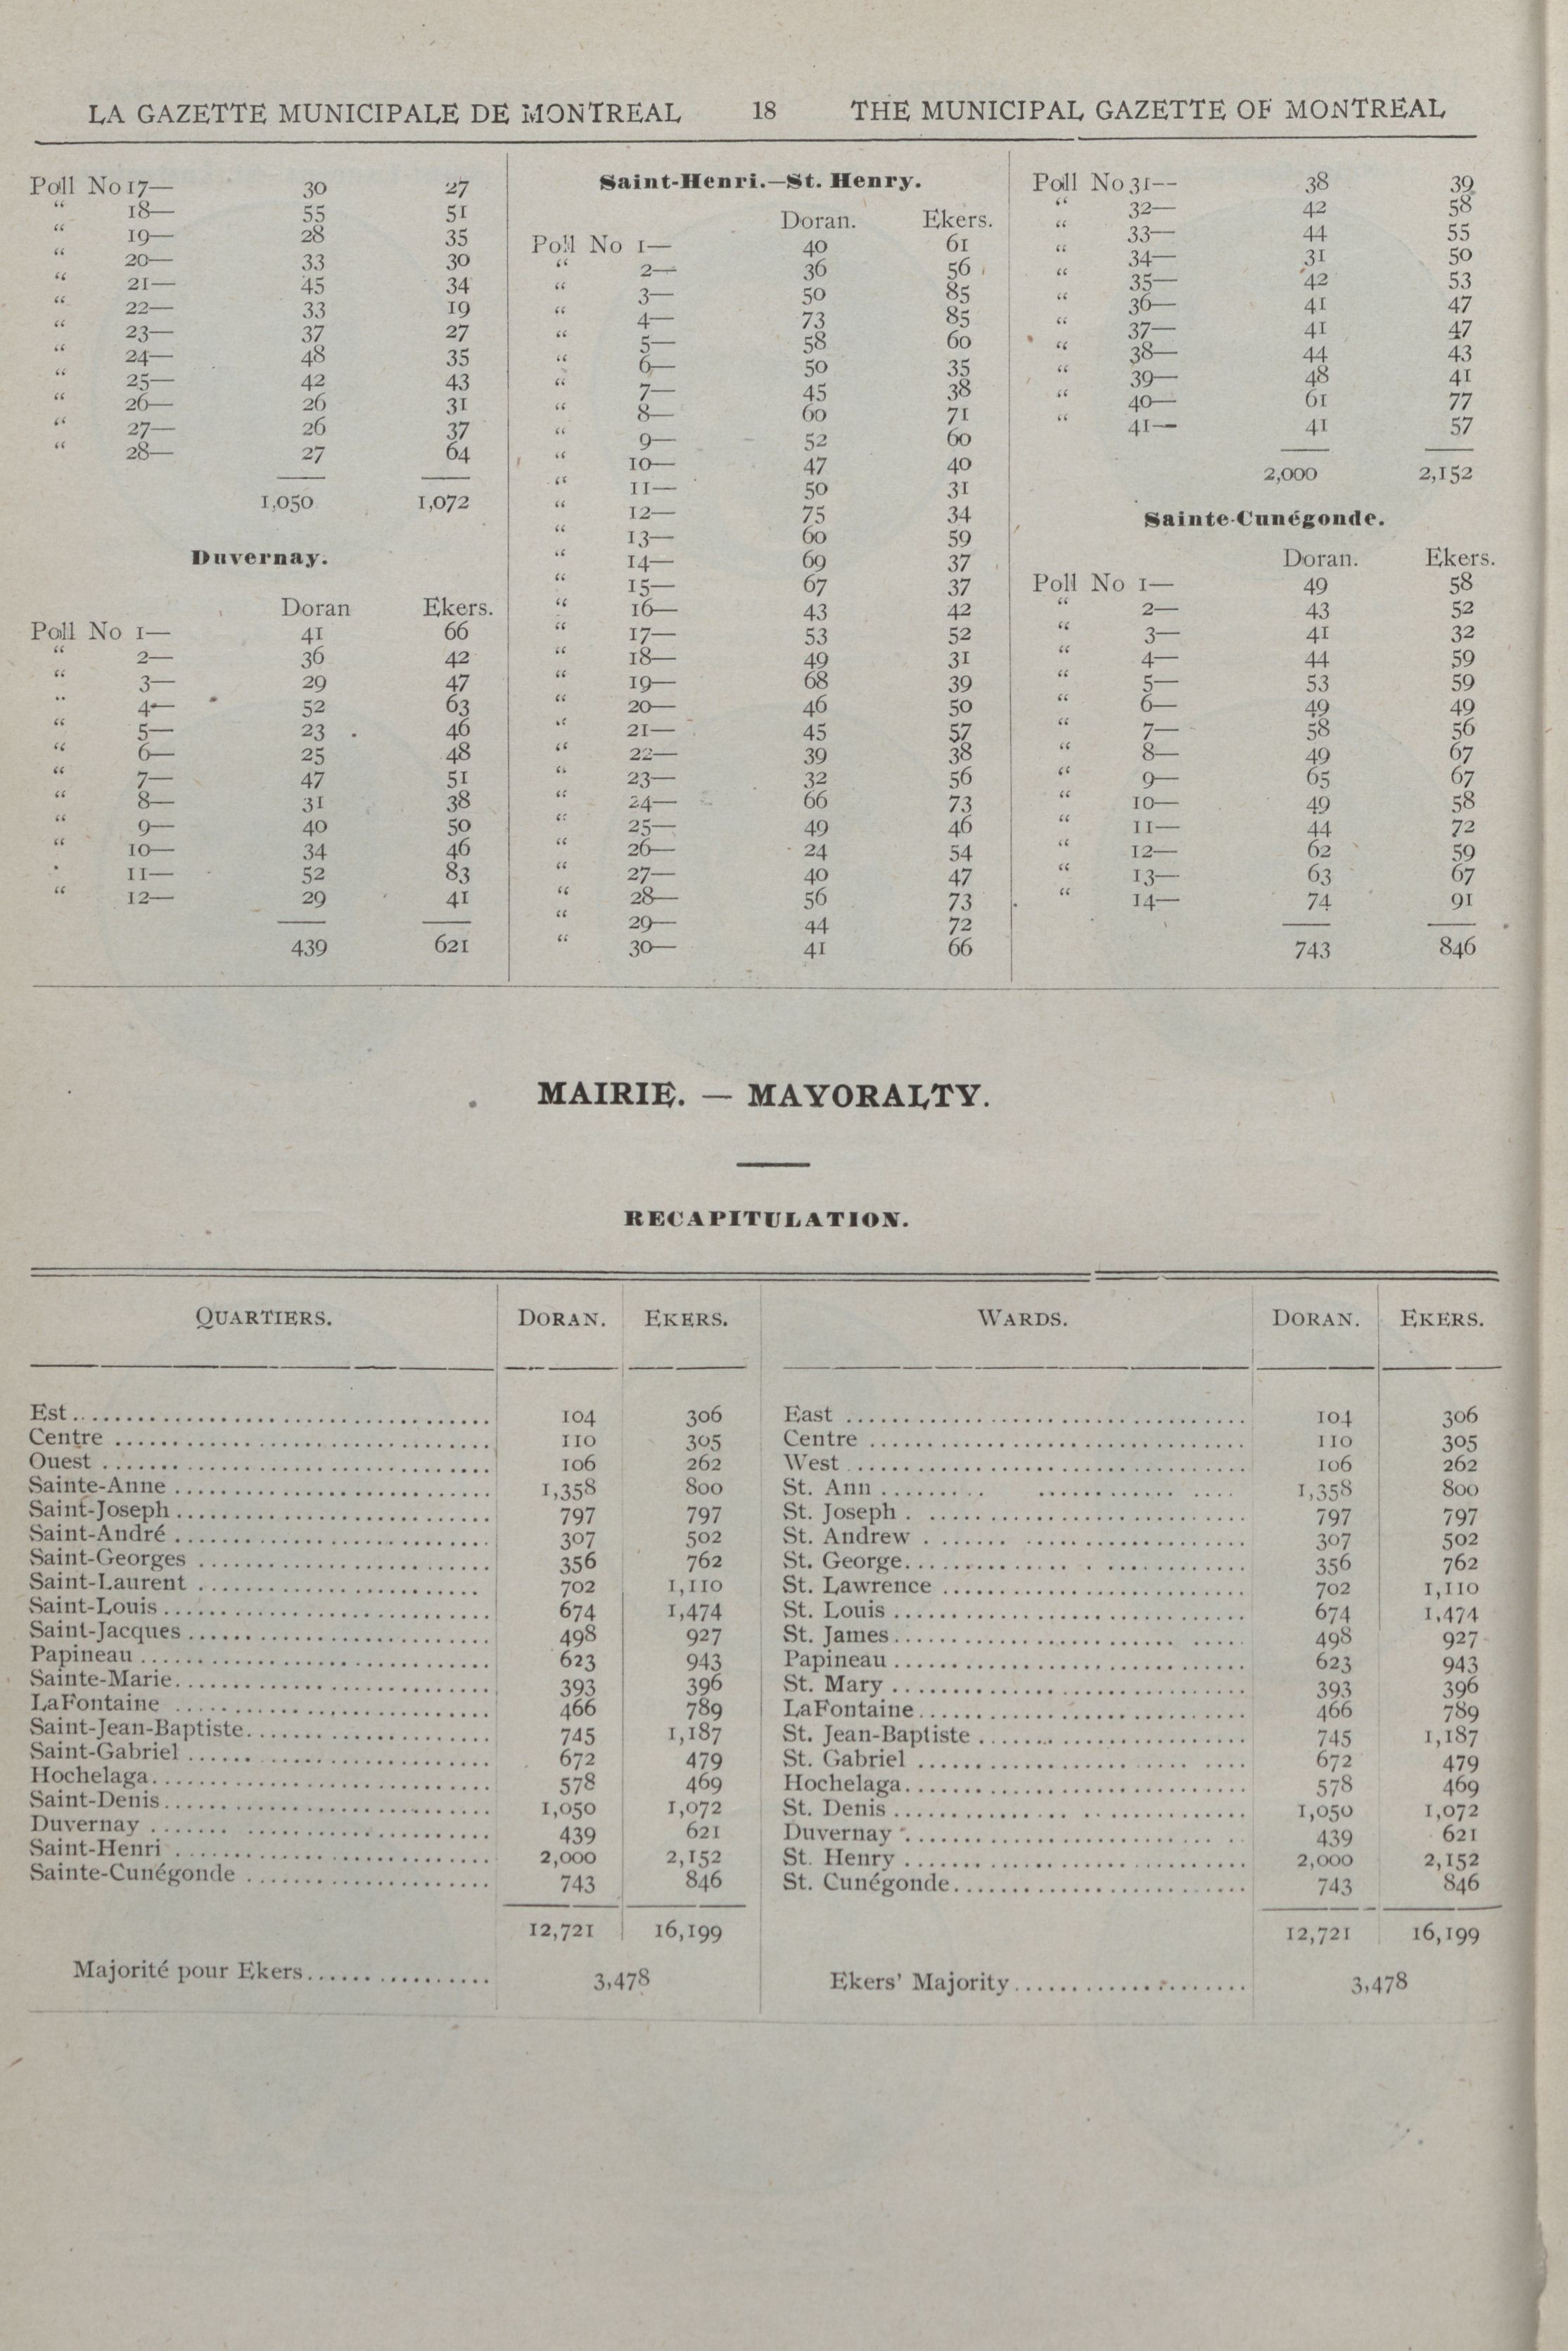 LA GAZETTE MUNICIPALE DE MONTREAL 18 THE MUNICIPAL GAZETTE OF MONTREAL
Poll No 17— 30 27
“ 18— 55 51
“ 19— 28 35
“ 20— 33 30
“ 21— 45 34
“ 22— 33 19
“ 23— 37 27
“ 24— 48 35
“ 25— 42 43
“ 26— 26 31
“ 27— 26 37
“ 28— 27 64
1,050 1,072
Duvernay.
Doran Ekers.
Poll No 1— 41 66
“ 2— 36 42
“ 3— 29 47
“ 4— 52 63
“ 5— 23 46
“ 6— 25 48
“ 7— 47 51
“ 8— 31 38
“ 9— 40 50
“ 10— 34 46
11— 52 83
“ 12— 29 41
439 621
Saint-Henri.—St. Henry.
Doran. Ekers.
Poll No 1— 40 61
“ 2— 36 56
“ 3— 50 85
“ 4— 73 85
“ 5— 58 60
“ 6— 50 35
“ 7— 45 38
“ 8— 60 71
“ 9— 52 60
“ 10— 47 40
“ 11— 50 31
“ 12— 75 34
“ 13— 60 59
“ 14— 69 37
“ 15— 67 37
“ 16— 43 42
“ 17— 53 52
“ 18— 49 31
“ 19— 68 39
“ 20— 46 50
“ 21— 45 57
“ 22— 39 38
“ 23— 32 56
“ 24— 66 73
“ 25— 49 46
“ 26— 24 54
“ 27— 40 47
“ 28— 56 73
“ 29— 44 72
“ 30— 41 66
Poll No 31-- 38 39
“ 32— 42 58
“ 33— 44 55
“ 34— 31 50
“ 35— 42 53
“ 36— 41 47
“ 37— 41 47
“ 38— 44 43
“ 39— 48 41
“ 40— 61 77
“ 41— 41 57
2,000 2,152
Sainte-Cunégonde.
Doran. Ekers.
Poll No 1— 49 58
“ 2— 43 52
“ 3— 41 32
“ 4— 44 59
“ 5— 53 59
“ 6— 49 49
“ 7— 58 56
“ 8— 49 67
“ 9— 65 67
“ 10— 49 58
“ 11— 44 72
“ 12— 62 59
“ 13— 63 67
“ 14— 74 91
743 846
MAIRIE. — MAYORALTY.
RECAPITULATION.
QUARTIERS. DORAN. EKERS. WARDS. DORAN. EKERS.
Est 104 306 East 104 306
Centre 110 305 Centre 110 305
Ouest 106 262 West 106 262
Sainte-Anne 1,358 800 St. Ann 1,358 800
Saint-Joseph 797 797 St. Joseph 797 797
Saint-André 307 502 St. Andrew 307 502
Saint-Georges 356 762 St. George 356 762
Saint-Laurent 702 1,110 St. Lawrence 702 1,110
Saint-Louis 674 1,474 St. Louis 674 1,474
Saint-Jacques 498 927 St. James 498 927
Papineau 623 943 Papineau 623 943
Sainte-Marie 393 396 St. Mary 393 396
LaFontaine 466 789 LaFontaine 466 789
Saint-Jean-Baptiste 745 1,187 St. Jean-Baptiste 745 1,187
Saint-Gabriel 672 479 St. Gabriel 672 479
Hochelaga 578 469 Hochelaga 578 469
Saint-Denis 1,050 1,072 St. Denis 1,050 1,072
Duvernay 439 621 Duvernay 439 621
Saint-Henri 2,000 2,152 St. Henry 2,000 2,152
Sainte-Cunégonde 743 846 St. Cunégonde 743 846
12,721 16,199 12,721 16,199
Majorité pour Ekers 3,478 Ekers’ Majority 3,478